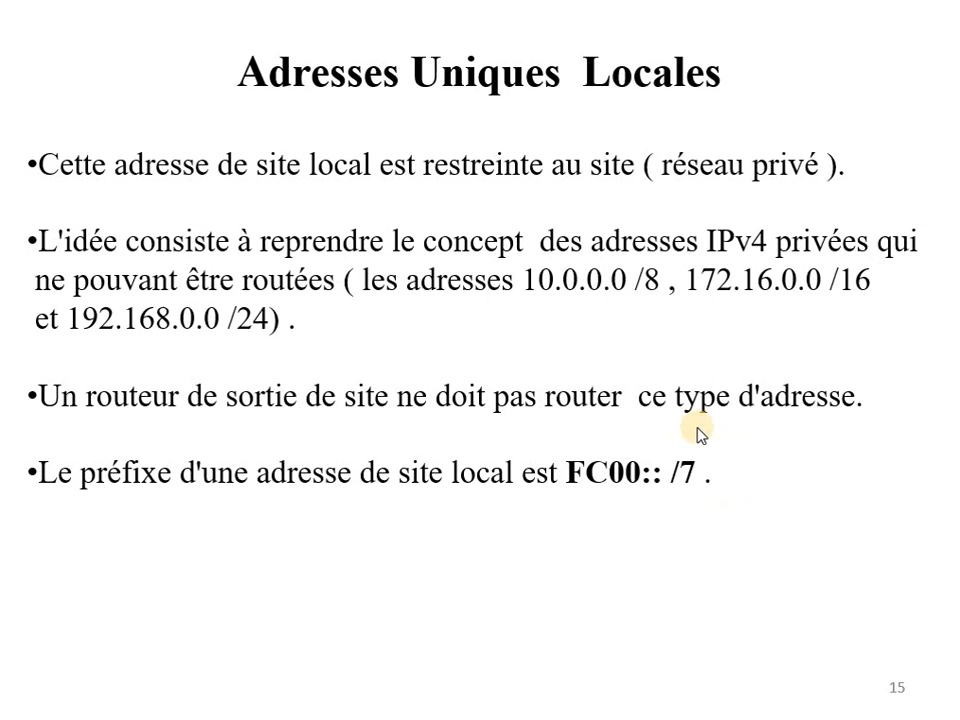 Adresses Uniques  Locales
•Cette adresse de site local est restreinte au site ( réseau privé ).
•L'idée consiste à reprendre le concept  des adresses IPv4 privées qui
ne pouvant être routées ( les adresses 10.0.0.0 /8 , 172.16.0.0 /16
et 192.168.0.0 /24) .
•Un routeur de sortie de site ne doit pas router  ce type d'adresse.
•Le préfixe d'une adresse de site local est FC00:: /7 .
15